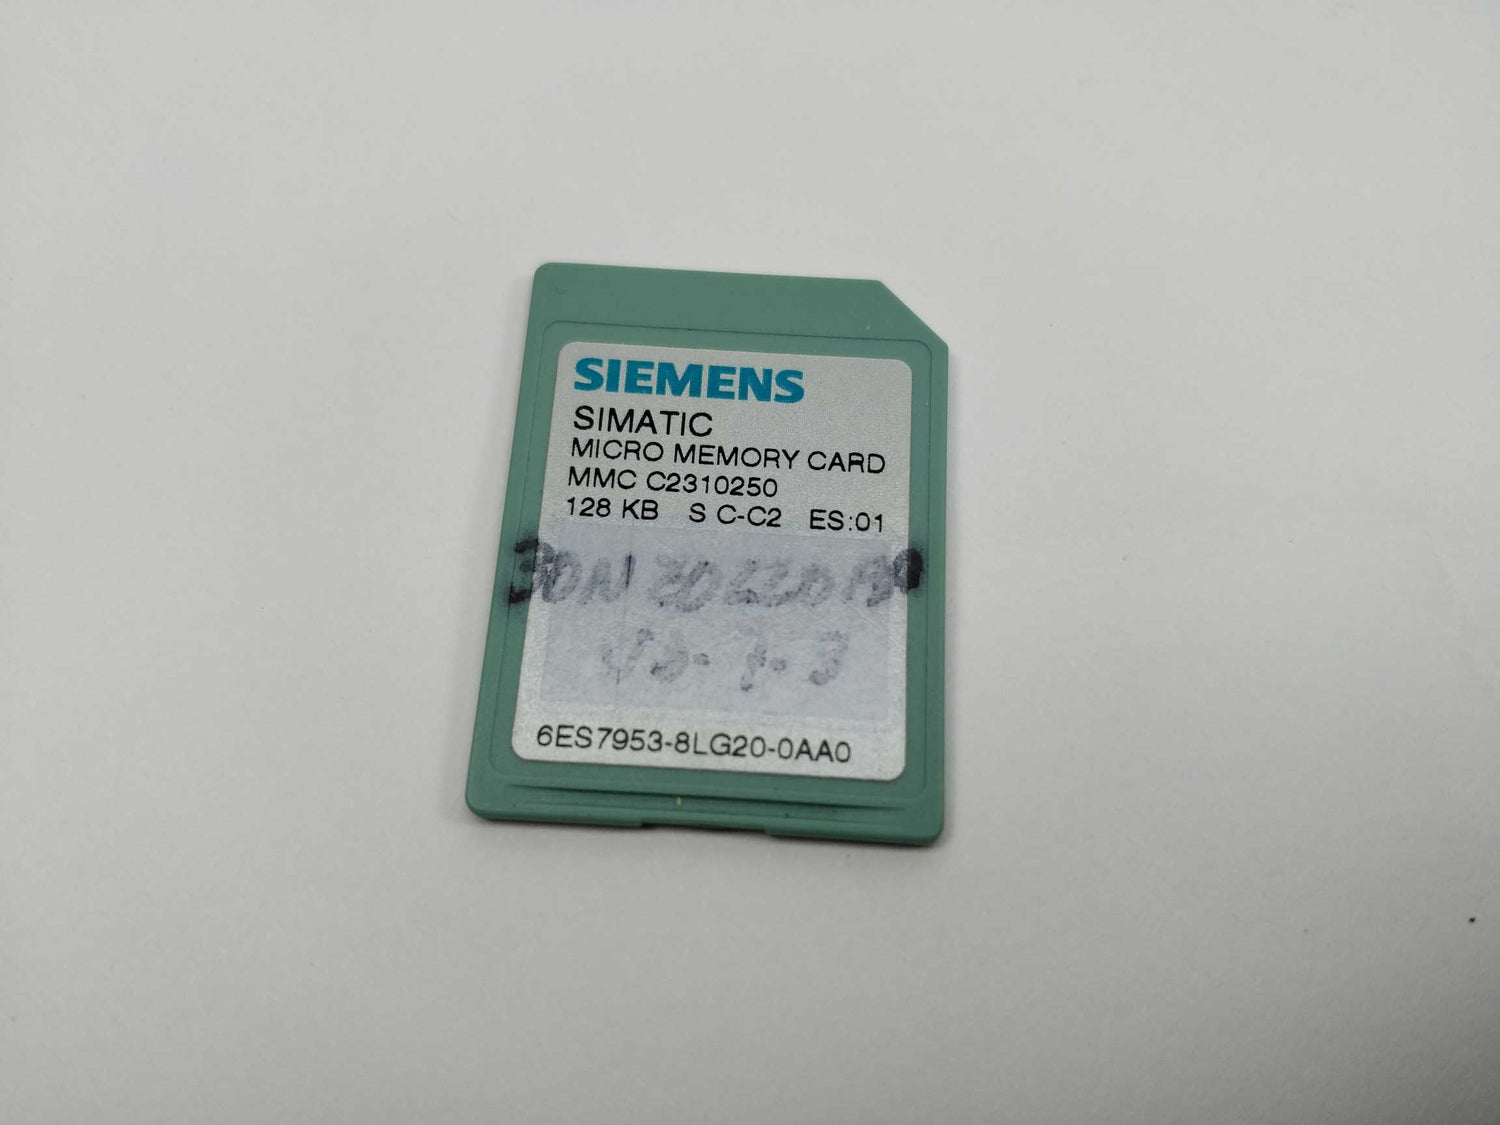 SIEMENS
SIMATIC
MICRO MEMORY CARD
MMC C2310250
128 KB S C-C2 ES:01
6ES7953-8LG20-0AA0